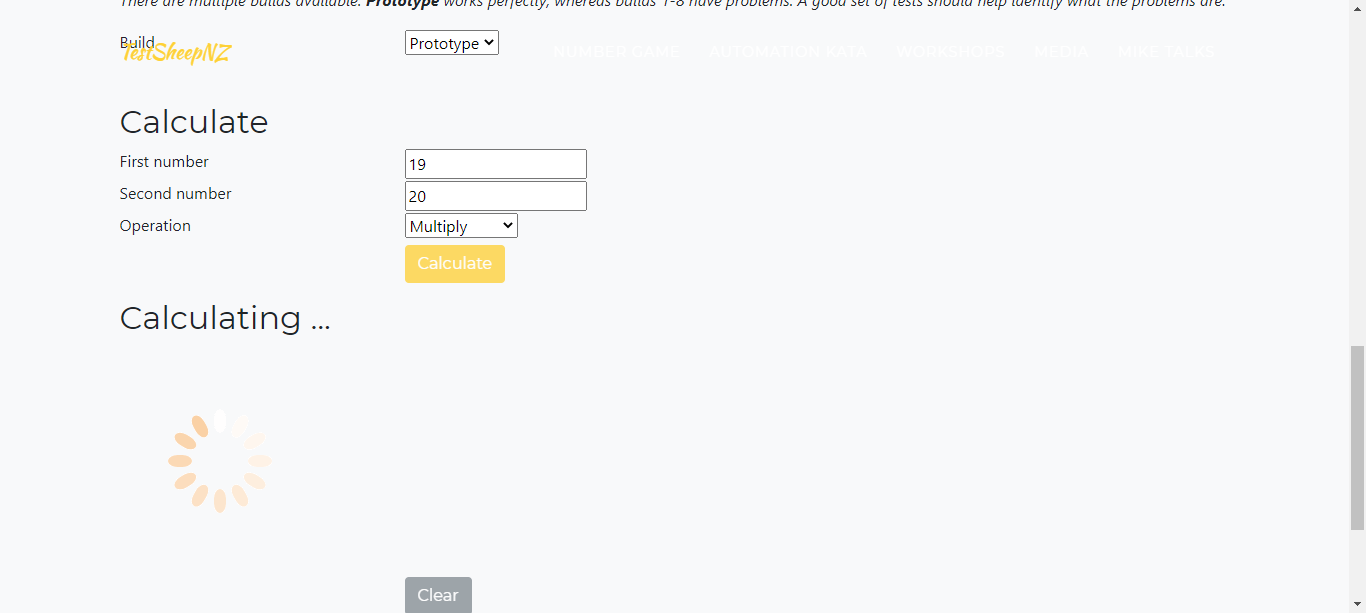 There are multiple builds available. Prototype works perfectly, whereas builds 1-8 have problems. A good set of tests should help identify what the problems are.
Build
Prototype
TestSheepNZ
NUMBER GAME
AUTOMATION KATA
WORKSHOPS
MEDIA
MIKE TALKS
Calculate
First number
19
Second number
20
Operation
Multiply
Calculate
Calculating ...
Clear